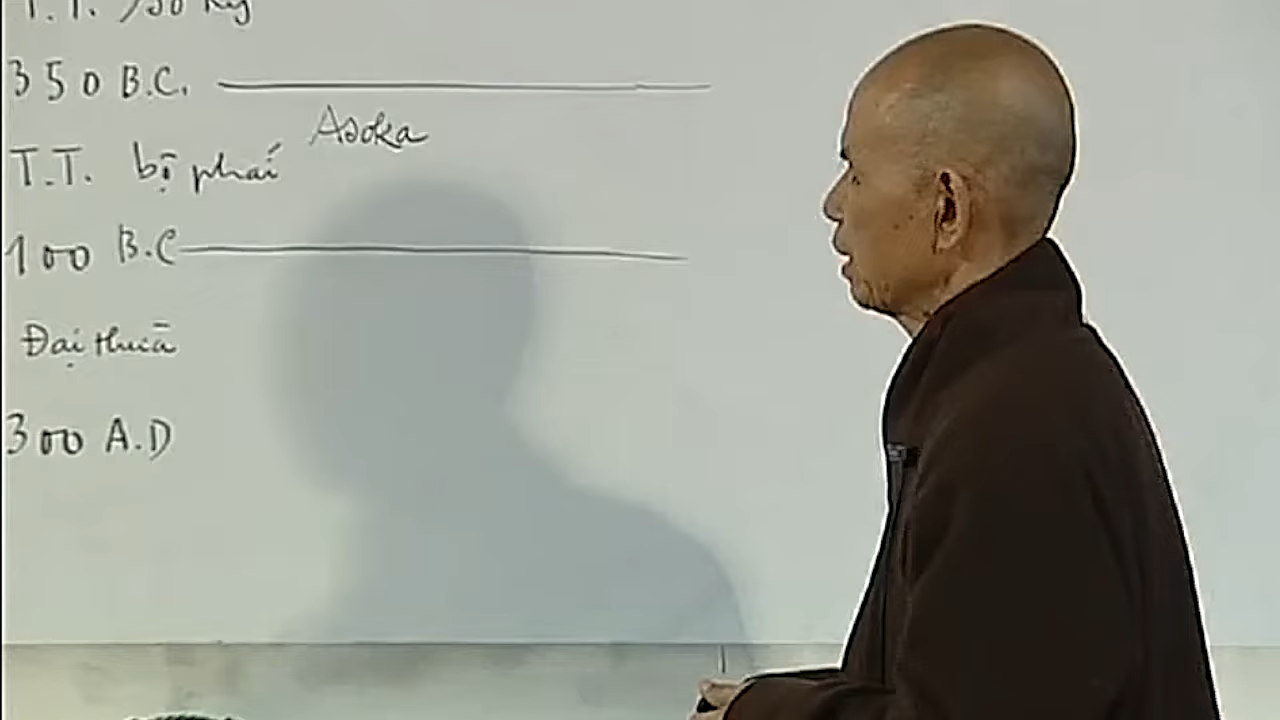 350 B.C.
Asoka
T.T. bộ phái
100 B.C
Đại thừa
300 A.D